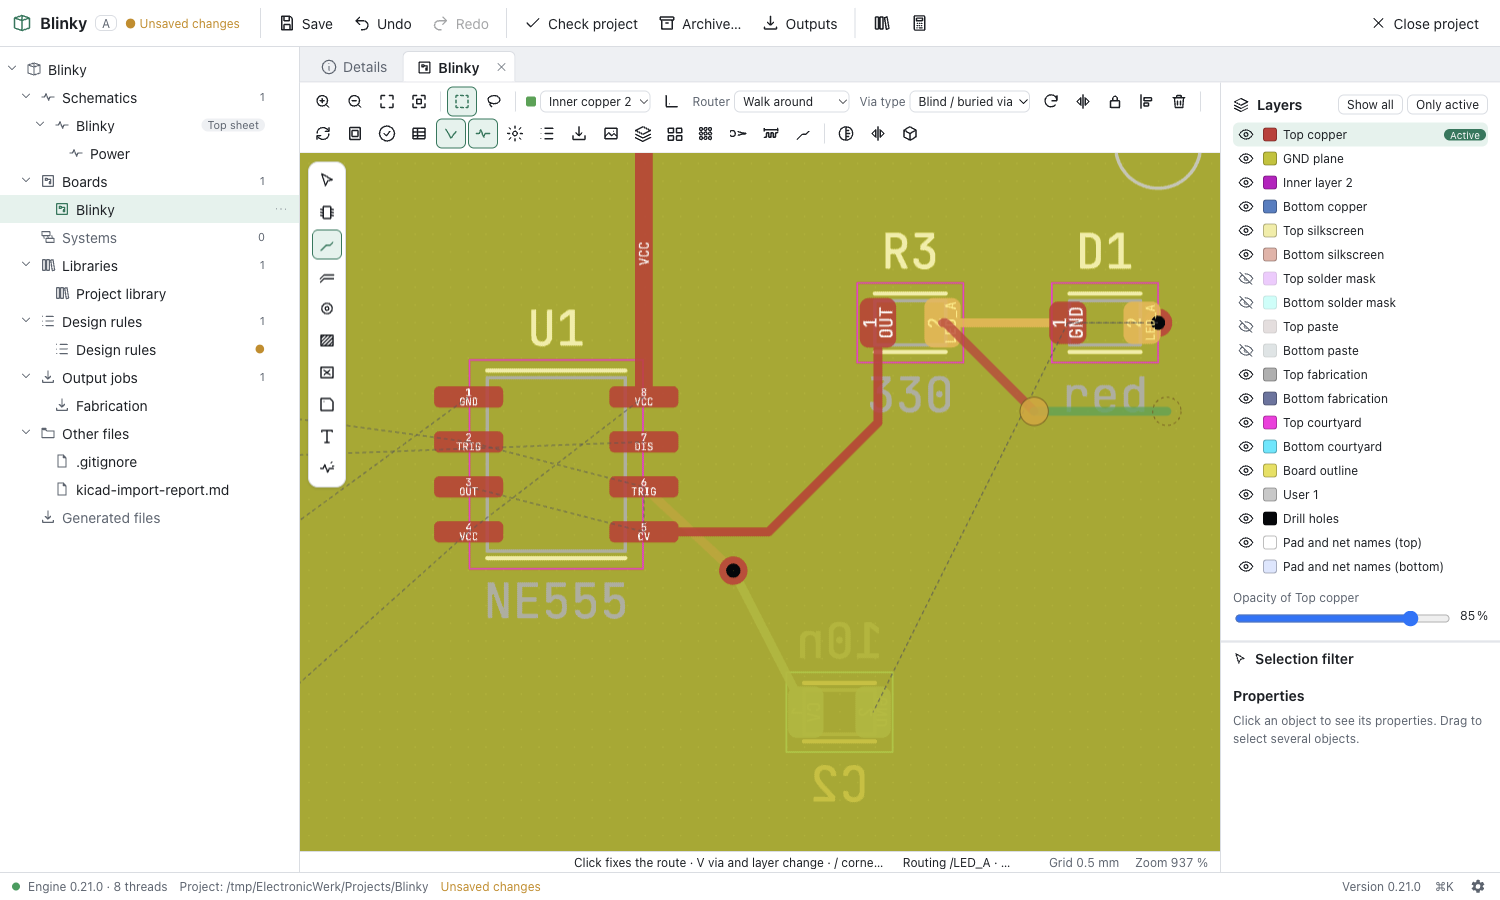 Blinky
A
Unsaved changes
Save
Undo
Redo
Check project
Archive...
Outputs
Close project
Blinky
Schematics 1
Blinky Top sheet
Power
Boards 1
Blinky ...
Systems 0
Libraries 1
Project library
Design rules 1
Design rules
Output jobs 1
Fabrication
Other files
.gitignore
kicad-import-report.md
Generated files
Details
Blinky
Inner copper 2
Router
Walk around
Via type
Blind / buried via
VCC
R3
D1
1
OUT
2
LED_A
1
GND
2
LED_A
330
red
U1
1
GND
8
VCC
2
TRIG
7
DIS
3
OUT
6
TRIG
4
VCC
5
CV
NE555
10n
C2
Click fixes the route · V via and layer change · / corne...
Routing /LED_A · ...
Grid 0.5 mm
Zoom 937 %
Layers
Show all
Only active
Top copper Active
GND plane
Inner layer 2
Bottom copper
Top silkscreen
Bottom silkscreen
Top solder mask
Bottom solder mask
Top paste
Bottom paste
Top fabrication
Bottom fabrication
Top courtyard
Bottom courtyard
Board outline
User 1
Drill holes
Pad and net names (top)
Pad and net names (bottom)
Opacity of Top copper
85 %
Selection filter
Properties
Click an object to see its properties. Drag to
select several objects.
Engine 0.21.0 · 8 threads
Project: /tmp/ElectronicWerk/Projects/Blinky
Unsaved changes
Version 0.21.0
⌘K